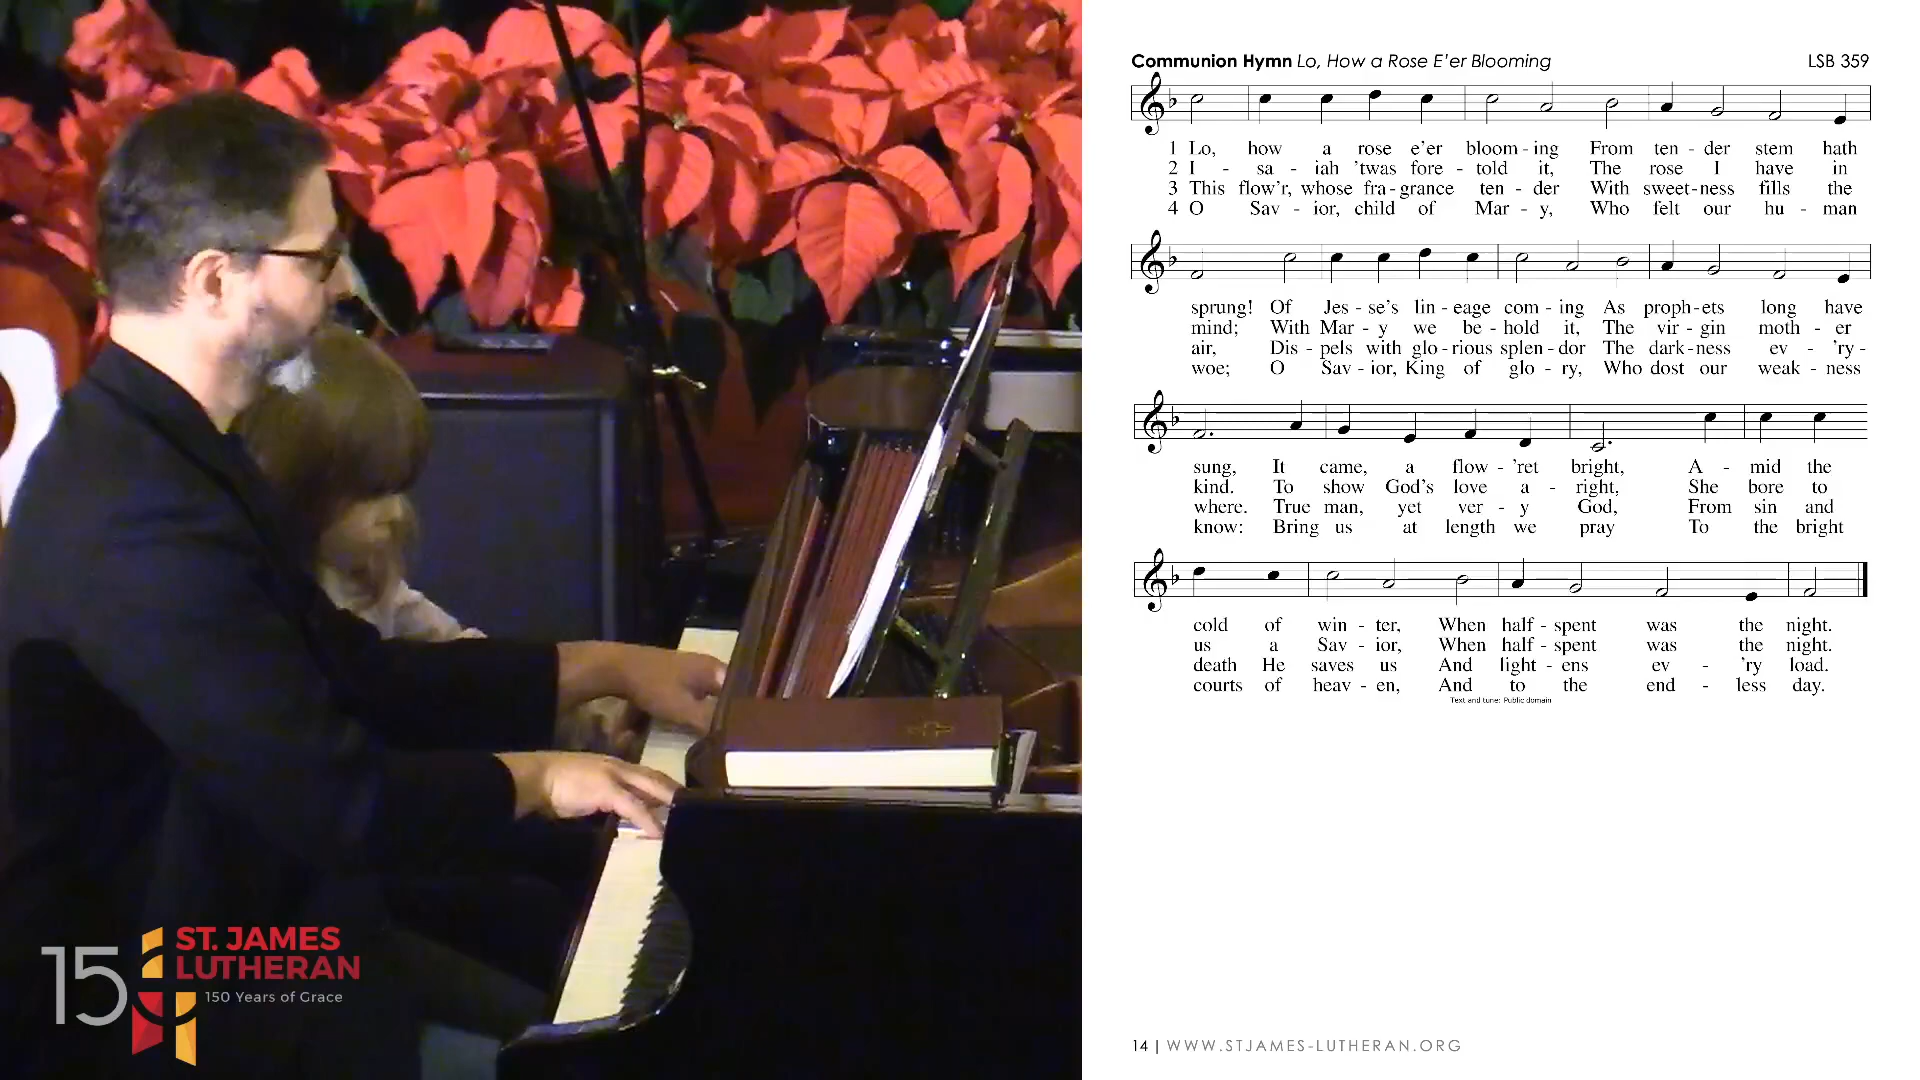 Communion Hymn Lo, How a Rose E'er Blooming LSB 359
1 Lo, how a rose e'er bloom - ing From ten - der stem hath
2 I - sa - iah 'twas fore - told it, The rose I have in
3 This flow'r, whose fra - grance ten - der With sweet - ness fills the
4 O Sav - ior, child of Mar - y, Who felt our hu - man
sprung! Of Jes - se's lin - eage com - ing As proph - ets long have
mind; With Mar - y we be - hold it, The vir - gin moth - er
air, Dis - pels with glo - rious splen - dor The dark - ness ev - 'ry -
woe; O Sav - ior, King of glo - ry, Who dost our weak - ness
sung, It came, a flow - 'ret bright, A - mid the
kind. To show God's love a - right, She bore to
where. True man, yet ver - y God, From sin and
know: Bring us at length we pray To the bright
cold of win - ter, When half - spent was the night.
us a Sav - ior, When half - spent was the night.
death He saves us And light - ens ev - 'ry load.
courts of heav - en, And to the end - less day.
Text and tune: Public domain
14 | WWW.STJAMES-LUTHERAN.ORG
150
ST. JAMES
LUTHERAN
150 Years of Grace